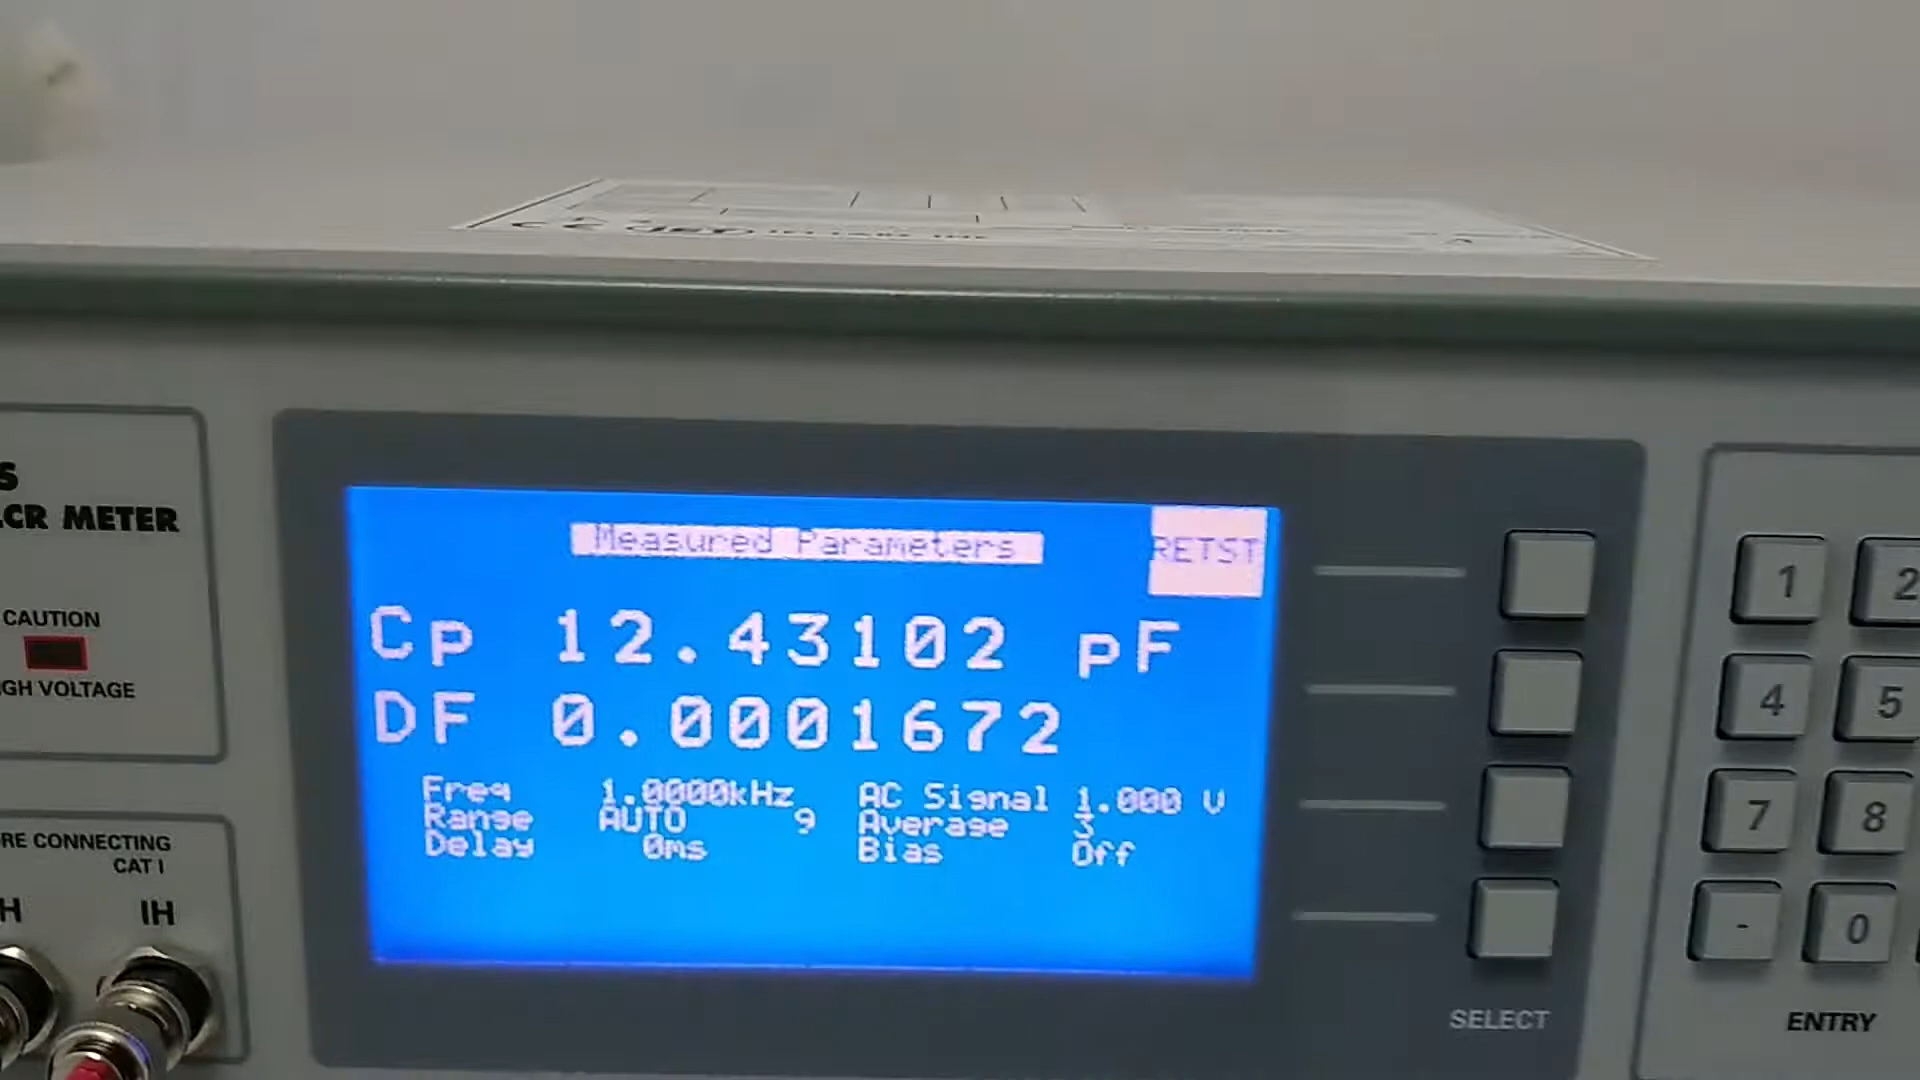 S
LCR METER
CAUTION
GH VOLTAGE
RE CONNECTING
CAT I
H IH
Measured Parameters
RETST
Cp 12.43102 pF
DF 0.0001672
Freq 1.0000kHz AC Signal 1.000 V
Range AUTO 9 Average 3
Delay 0ms Bias Off
SELECT
1 2
4 5
7 8
- 0
ENTRY